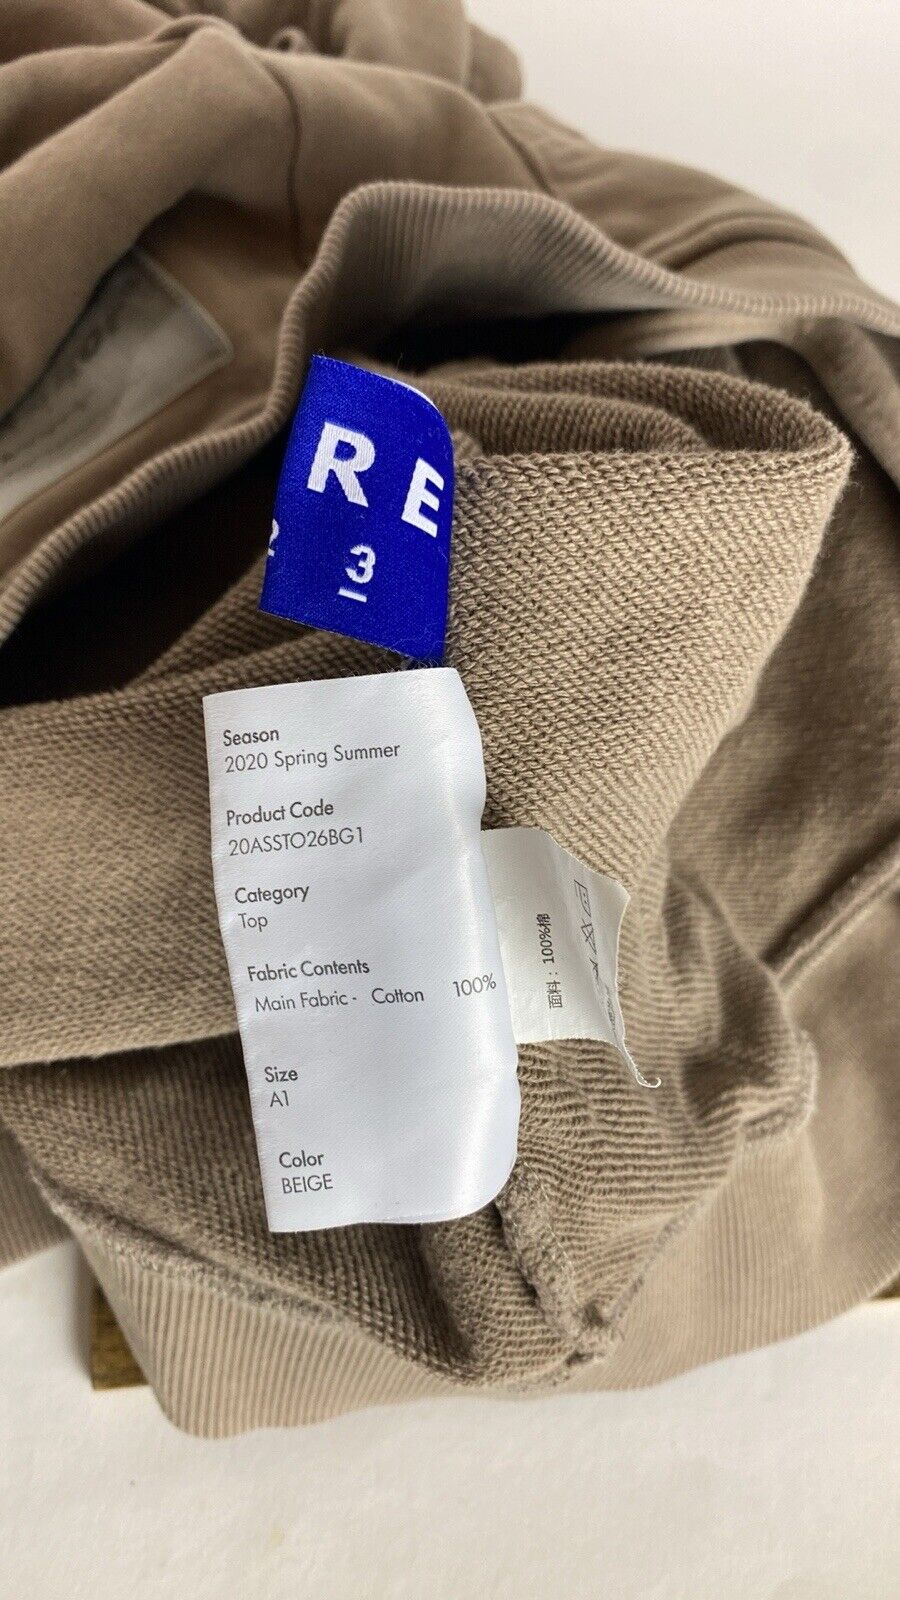 R E
2 3
Season
2020 Spring Summer
Product Code
20ASSTO26BG1
Category
Top
Fabric Contents
Main Fabric - Cotton 100%
Size
A1
Color
BEIGE
面料：100%棉